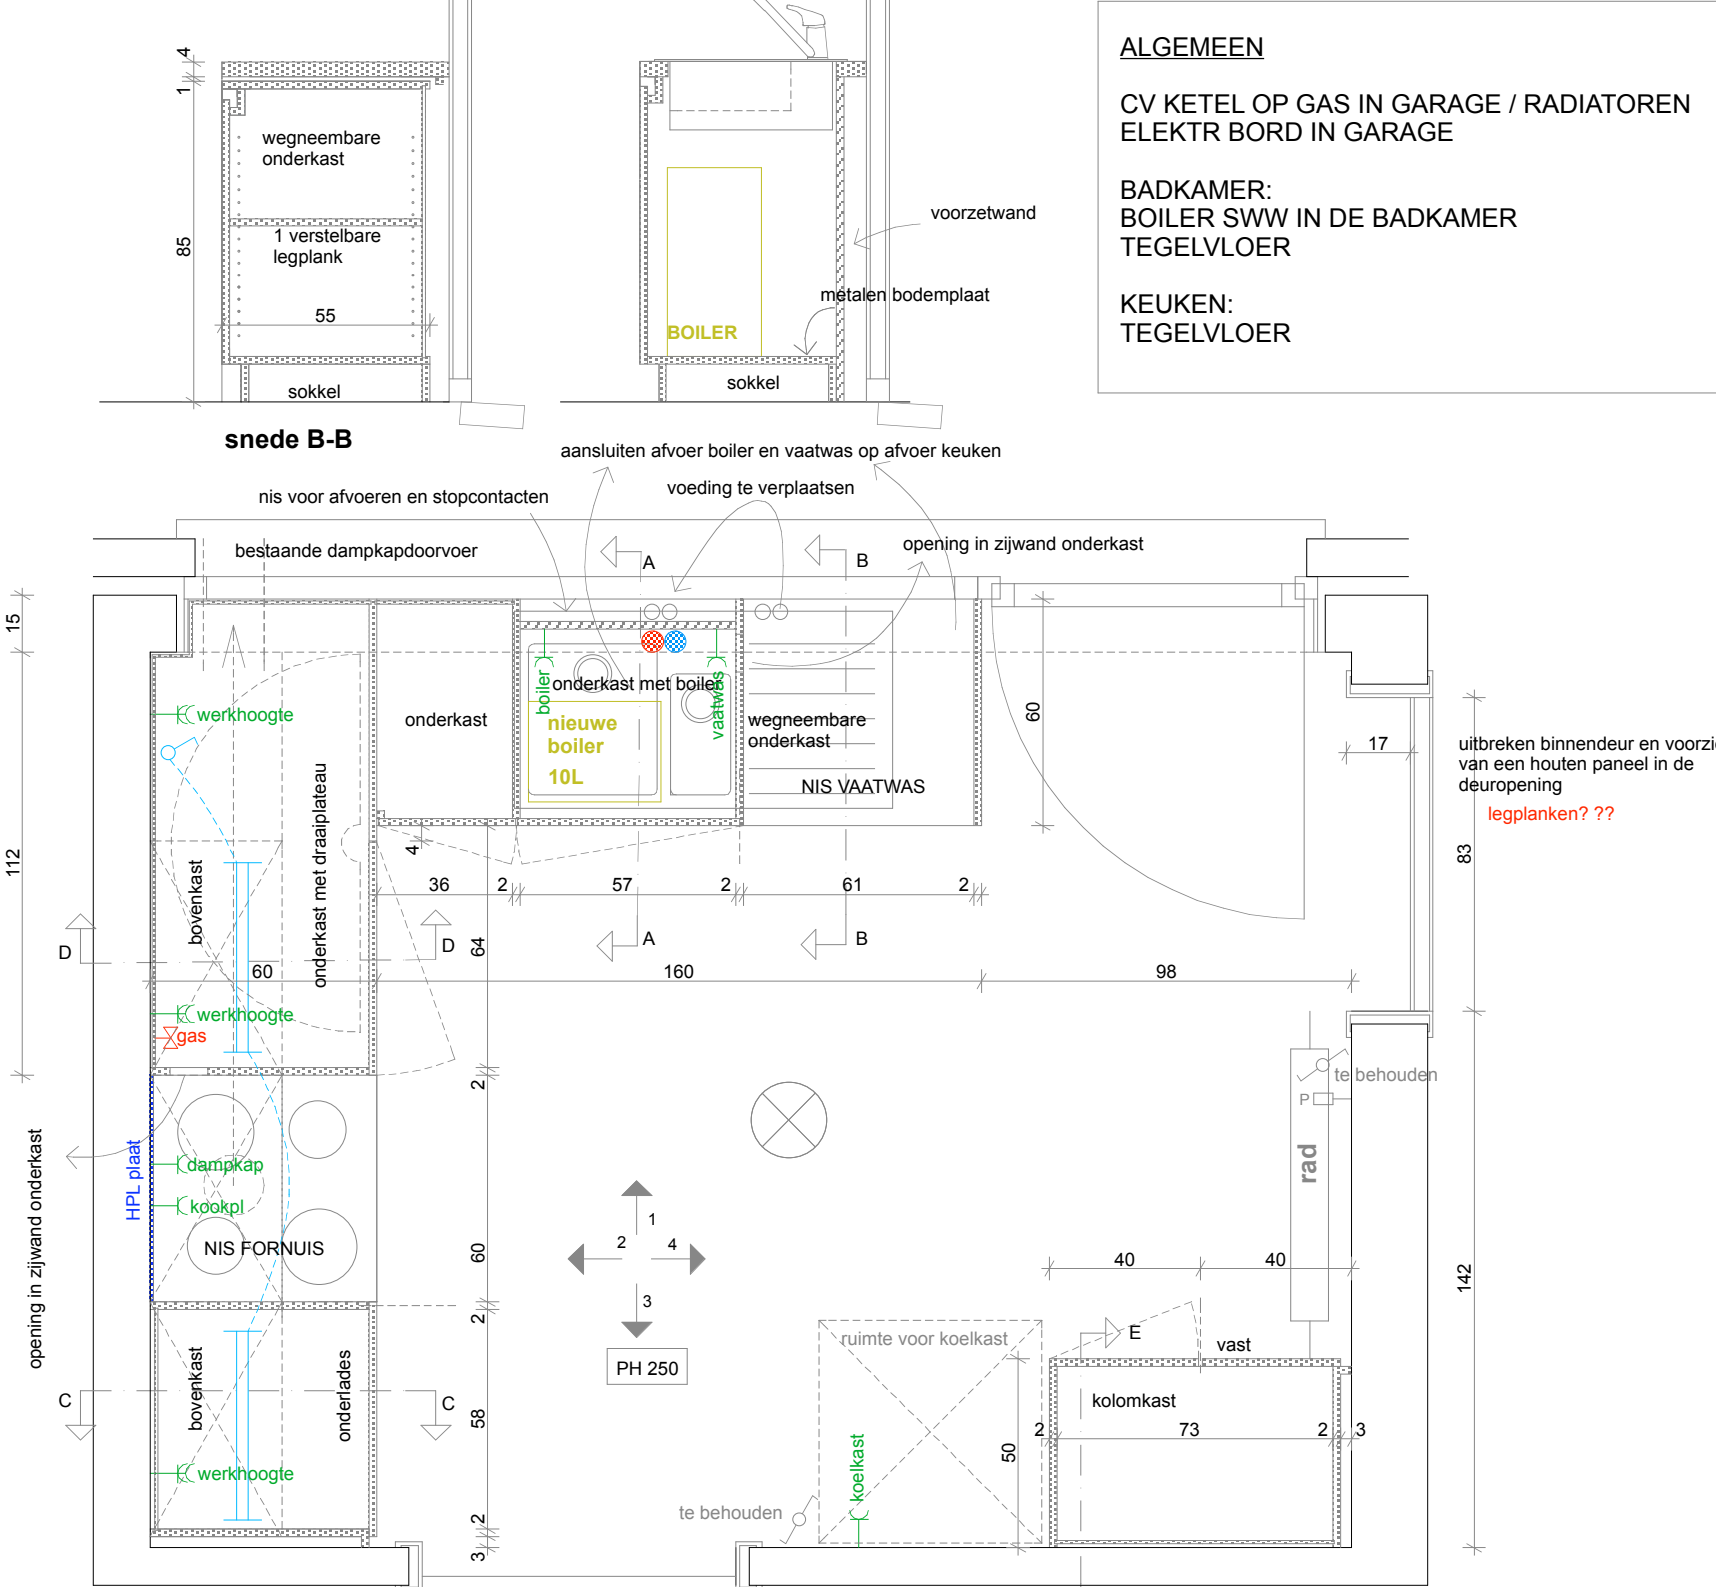 ALGEMEEN
CV KETEL OP GAS IN GARAGE / RADIATOREN
ELEKTR BORD IN GARAGE
BADKAMER:
BOILER SWW IN DE BADKAMER
TEGELVLOER
KEUKEN:
TEGELVLOER
4
1
85
wegneembare
onderkast
1 verstelbare
legplank
55
sokkel
snede B-B
voorzetwand
metalen bodemplaat
BOILER
sokkel
aansluiten afvoer boiler en vaatwas op afvoer keuken
nis voor afvoeren en stopcontacten
voeding te verplaatsen
bestaande dampkapdoorvoer
A
B
opening in zijwand onderkast
15
112
werkhoogte
onderkast
boiler
onderkast met boiler
vaatwas
nieuwe
boiler
10L
wegneembare
onderkast
NIS VAATWAS
60
17
uitbreken binnendeur en voorzi
van een houten paneel in de
deuropening
legplanken? ??
83
onderkast met draaiplateau
bovenkast
4
36
2
57
2
61
2
D
D
64
A
B
60
160
98
werkhoogte
gas
2
te behouden
P
rad
opening in zijwand onderkast
HPL plaat
dampkap
kookpl
NIS FORNUIS
60
1
2
4
3
PH 250
40
40
142
2
ruimte voor koelkast
E
vast
bovenkast
onderlades
C
C
58
kolomkast
2
73
2
3
50
werkhoogte
koelkast
te behouden
2
3